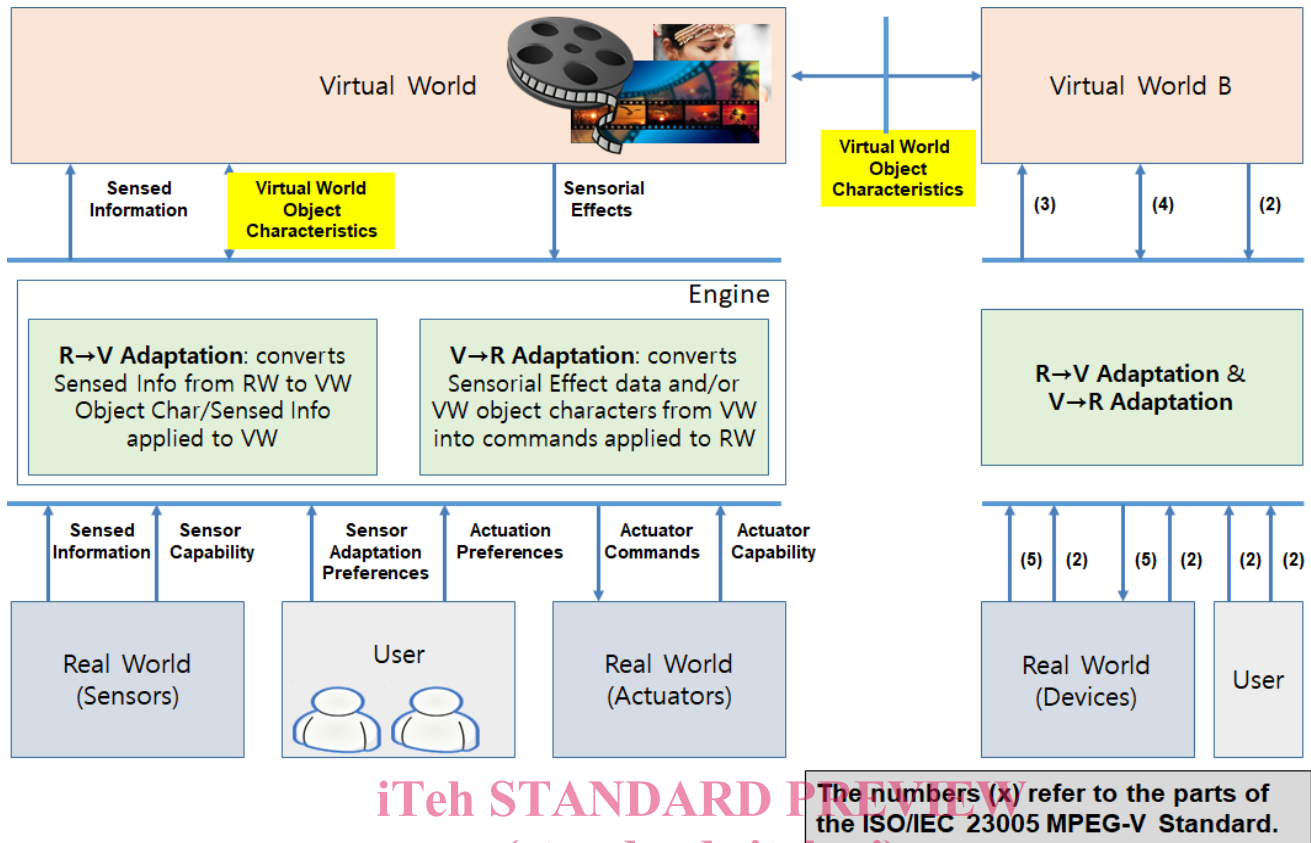 Virtual World
Virtual World B
Virtual World
Object
Characteristics
Sensed
Information
Virtual World
Object
Characteristics
Sensorial
Effects
(3)
(4)
(2)
Engine
R→V Adaptation: converts
Sensed Info from RW to VW
Object Char/Sensed Info
applied to VW
V→R Adaptation: converts
Sensorial Effect data and/or
VW object characters from VW
into commands applied to RW
R→V Adaptation &
V→R Adaptation
Sensed
Information
Sensor
Capability
Sensor
Adaptation
Preferences
Actuation
Preferences
Actuator
Commands
Actuator
Capability
(5)
(2)
(5)
(2)
(2)
(2)
Real World
(Sensors)
User
Real World
(Actuators)
Real World
(Devices)
User
iTeh STANDARD PREVIEW
The numbers (x) refer to the parts of
the ISO/IEC 23005 MPEG-V Standard.